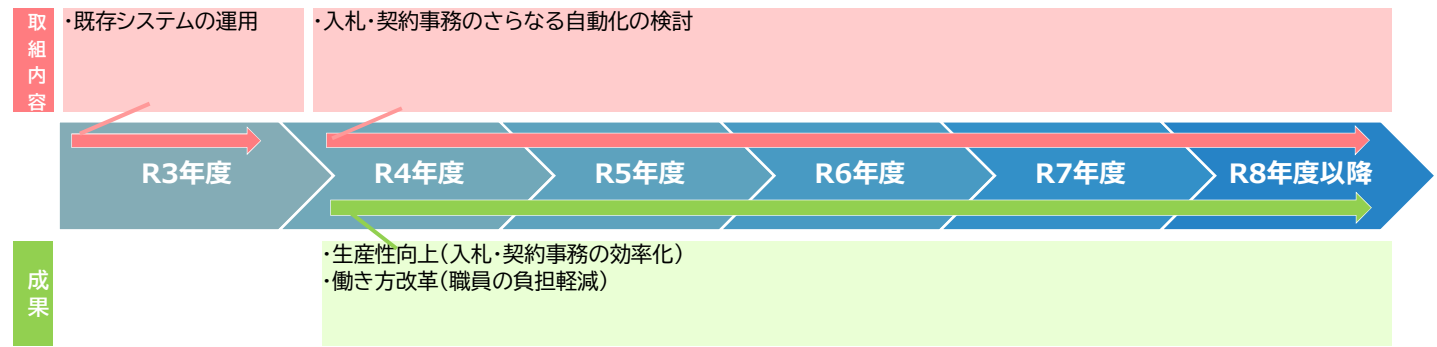 取組内容
・既存システムの運用
・入札・契約事務のさらなる自動化の検討
R3年度
R4年度
R5年度
R6年度
R7年度
R8年度以降
成果
・生産性向上（入札・契約事務の効率化）
・働き方改革（職員の負担軽減）